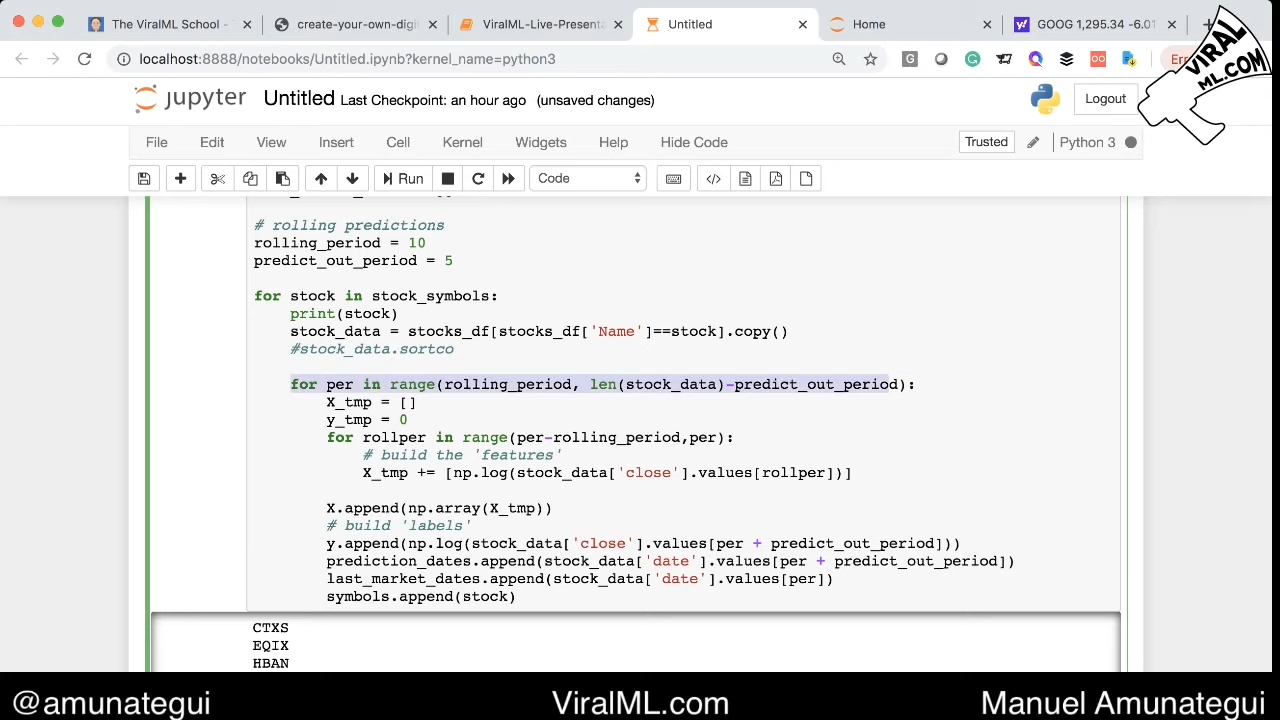 The ViralML School -
create-your-own-digi
ViralML-Live-Presenta
Untitled
Home
GOOG 1,295.34 -6.01
localhost:8888/notebooks/Untitled.ipynb?kernel_name=python3
Err
VIRAL
ML.COM
jupyter Untitled Last Checkpoint: an hour ago (unsaved changes)
Logout
File Edit View Insert Cell Kernel Widgets Help Hide Code
Trusted
Python 3
Run
Code
# rolling predictions
rolling_period = 10
predict_out_period = 5
for stock in stock_symbols:
print(stock)
stock_data = stocks_df[stocks_df['Name']==stock].copy()
#stock_data.sortco
for per in range(rolling_period, len(stock_data)-predict_out_period):
X_tmp = []
y_tmp = 0
for rollper in range(per-rolling_period,per):
# build the 'features'
X_tmp += [np.log(stock_data['close'].values[rollper])]
X.append(np.array(X_tmp))
# build 'labels'
y.append(np.log(stock_data['close'].values[per + predict_out_period]))
prediction_dates.append(stock_data['date'].values[per + predict_out_period])
last_market_dates.append(stock_data['date'].values[per])
symbols.append(stock)
CTXS
EQIX
HBAN
@amunategui
ViralML.com
Manuel Amunategui